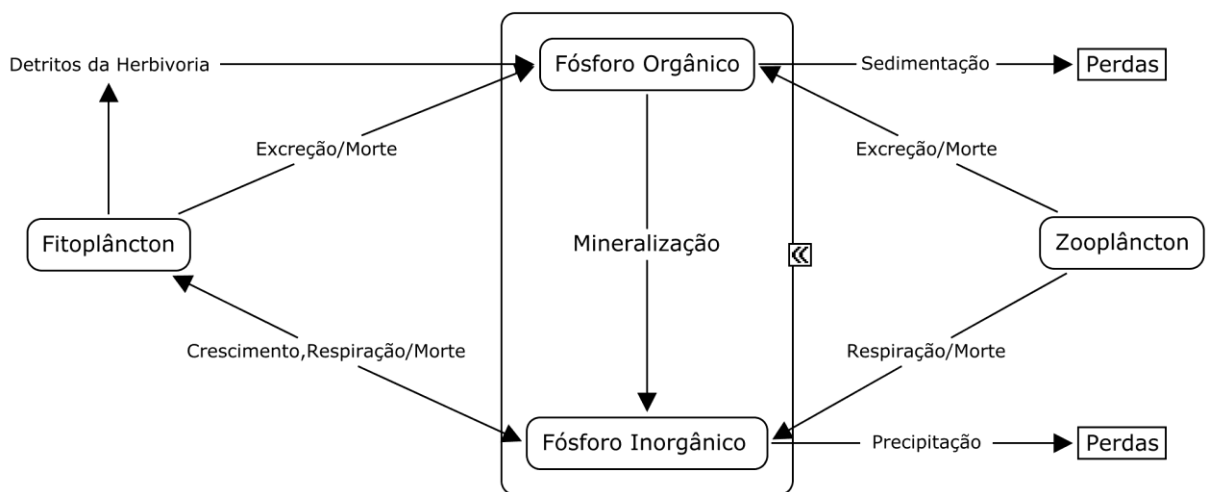 Detritos da Herbivoria
Fósforo Orgânico
Sedimentação
Perdas
Excreção/Morte
Excreção/Morte
Fitoplâncton
Mineralização
Zooplâncton
Crescimento,Respiração/Morte
Respiração/Morte
Fósforo Inorgânico
Precipitação
Perdas